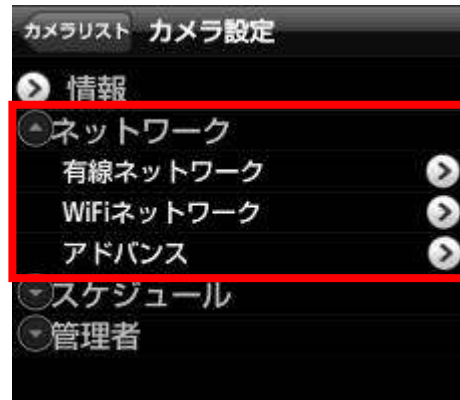 カメラリスト カメラ設定
情報
ネットワーク
有線ネットワーク
WiFiネットワーク
アドバンス
スケジュール
管理者